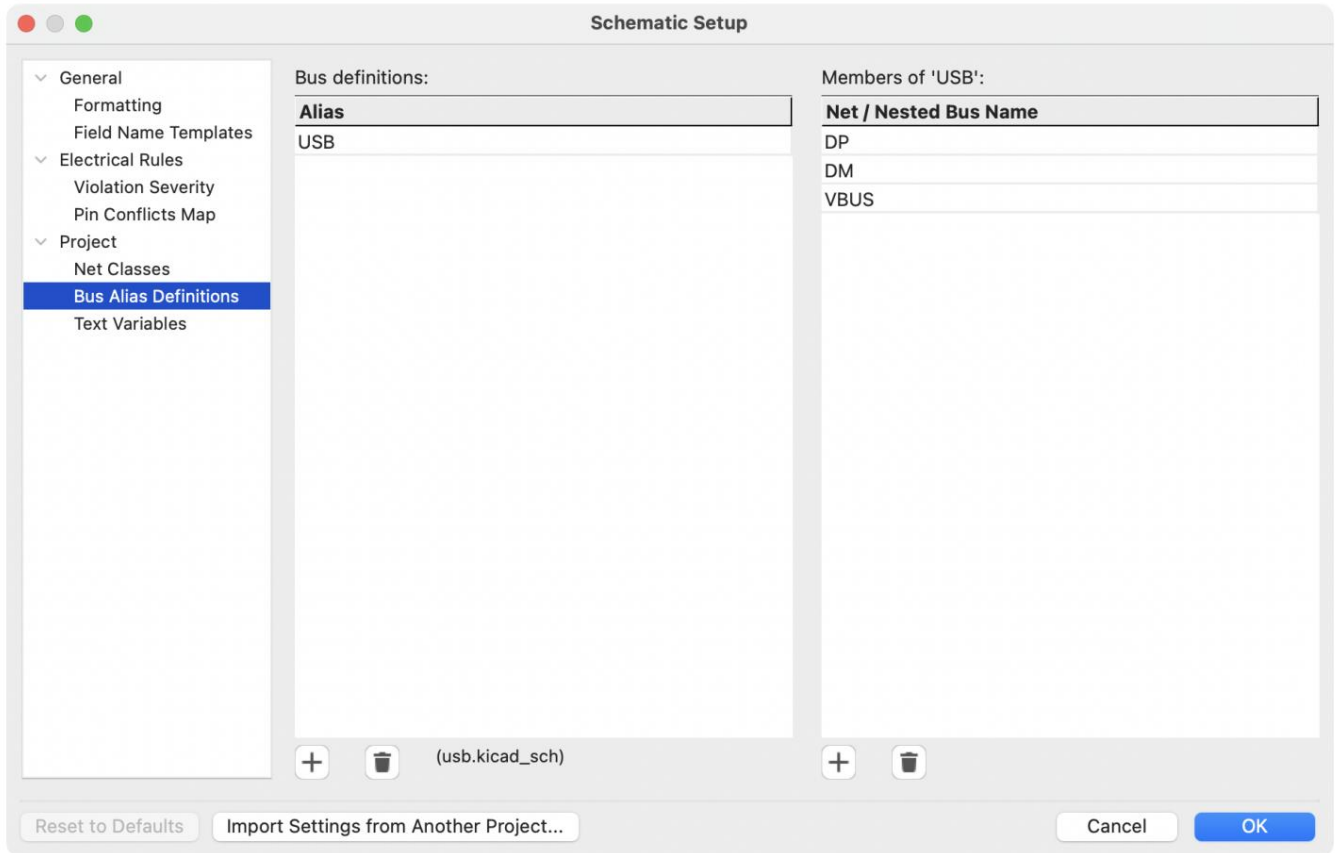 Schematic Setup
General
Formatting
Field Name Templates
Electrical Rules
Violation Severity
Pin Conflicts Map
Project
Net Classes
Bus Alias Definitions
Text Variables
Bus definitions:
Alias
USB
(usb.kicad_sch)
Members of 'USB':
Net / Nested Bus Name
DP
DM
VBUS
Reset to Defaults
Import Settings from Another Project...
Cancel
OK